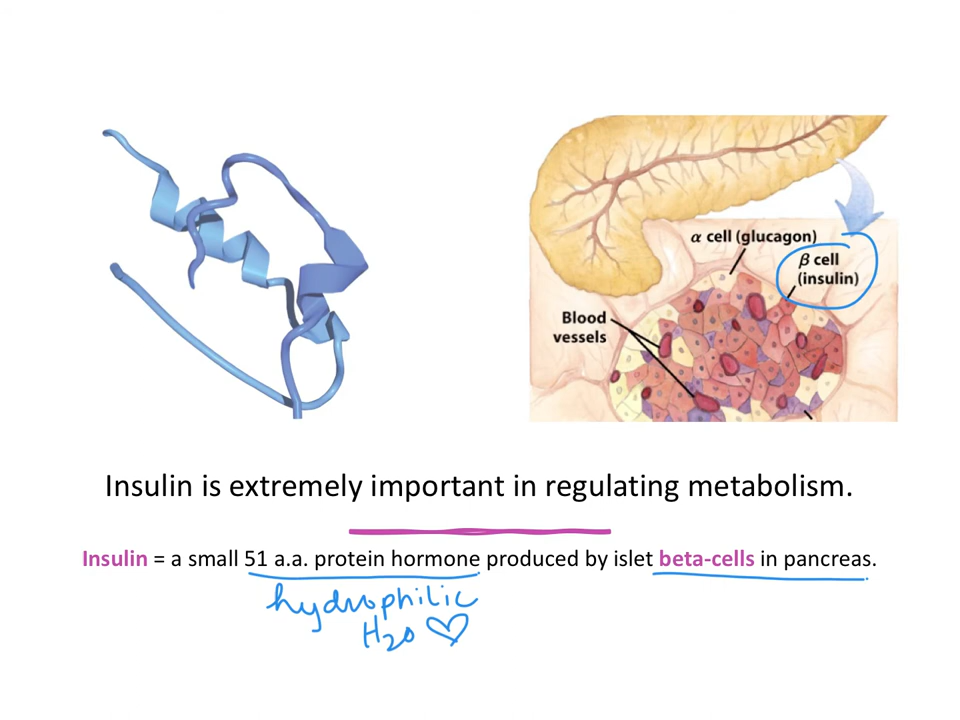 α cell (glucagon)
β cell
(insulin)
Blood
vessels
Insulin is extremely important in regulating metabolism.
Insulin = a small 51 a.a. protein hormone produced by islet beta-cells in pancreas.
hydrophilic
H₂O ♡